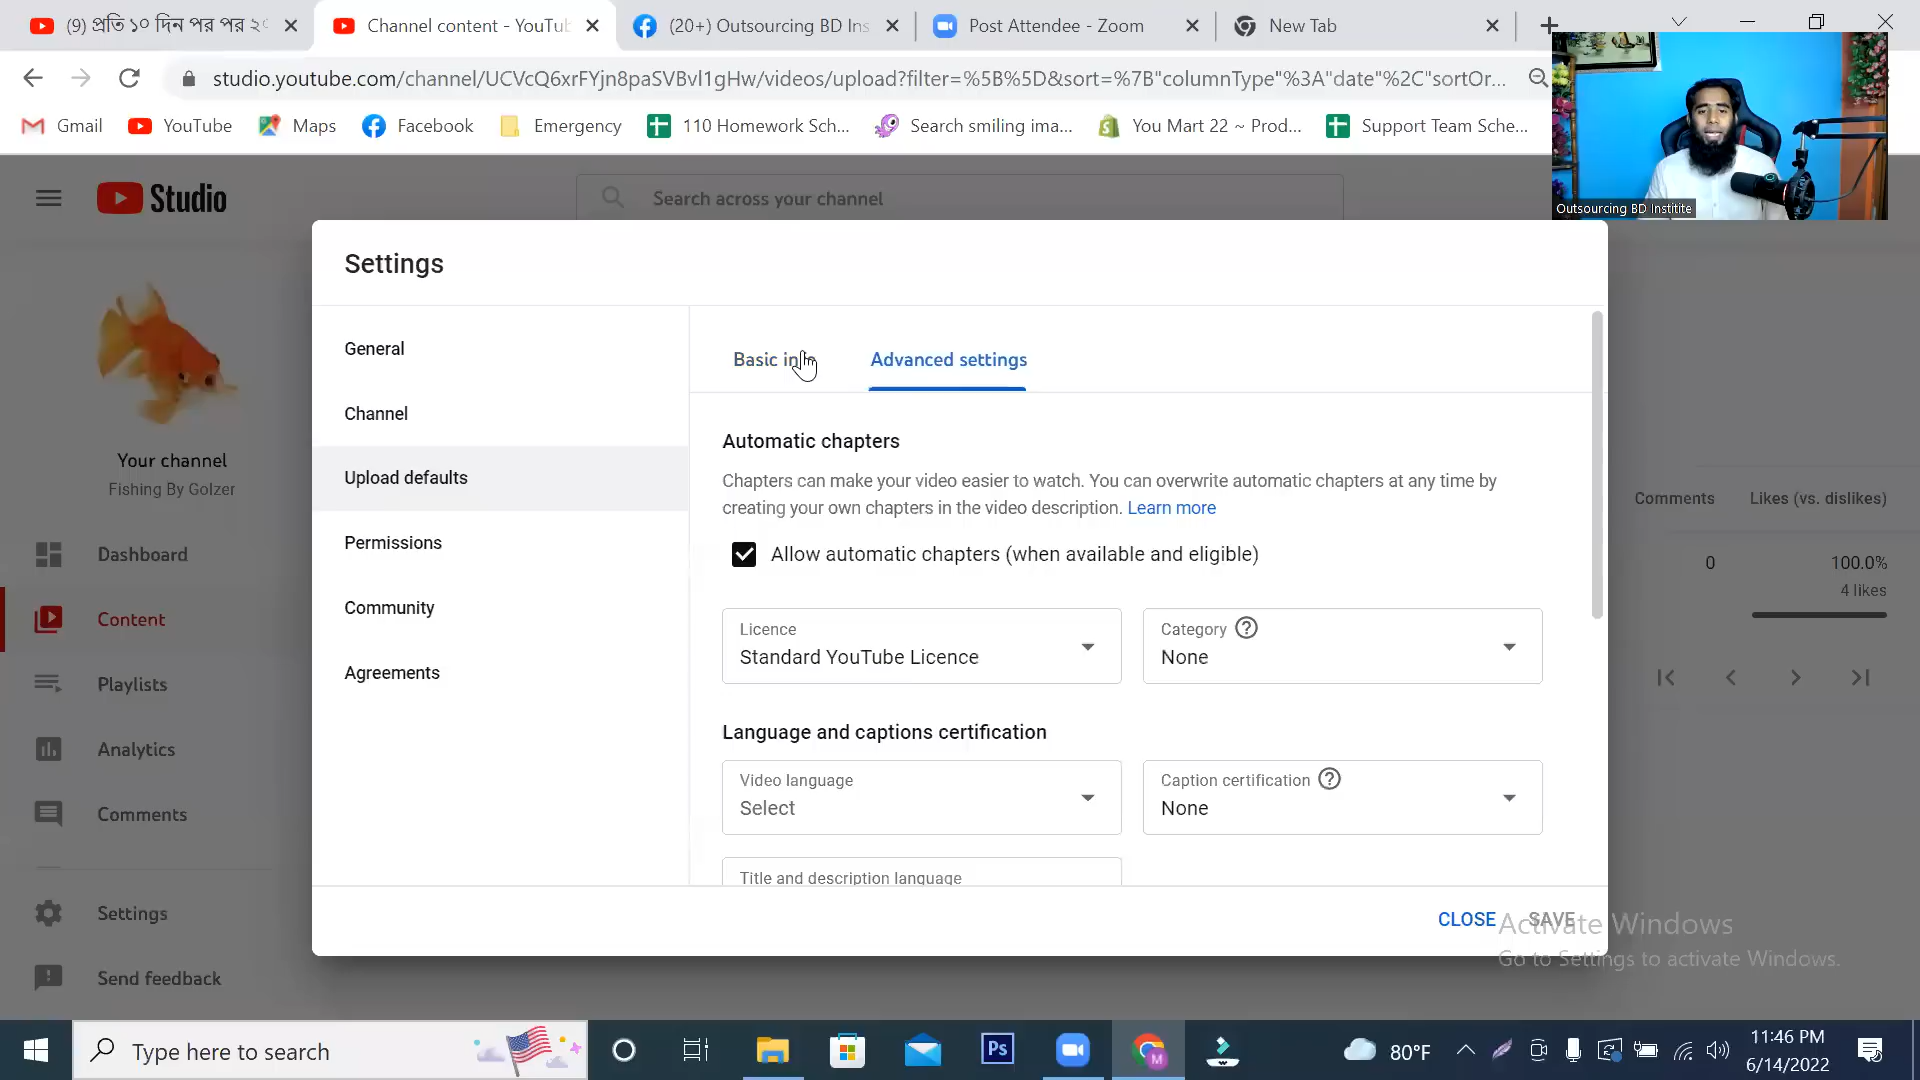 (9) প্রতি ১০ দিন পর পর ২৫
Channel content - YouTub
(20+) Outsourcing BD Ins
Post Attendee - Zoom
New Tab
studio.youtube.com/channel/UCVcQ6xrFYjn8paSVBvl1gHw/videos/upload?filter=%5B%5D&sort=%7B"columnType"%3A"date"%2C"sortOr...
Gmail
YouTube
Maps
Facebook
Emergency
110 Homework Sch...
Search smiling ima...
You Mart 22 ~ Prod...
Support Team Sche...
Outsourcing BD Institite
Studio
Search across your channel
Settings
General
Channel
Upload defaults
Permissions
Community
Agreements
Advanced settings
Automatic chapters
Chapters can make your video easier to watch. You can overwrite automatic chapters at any time by
creating your own chapters in the video description. Learn more
Allow automatic chapters (when available and eligible)
Licence
Standard YouTube Licence
Category
None
Language and captions certification
Video language
Select
Caption certification
None
Title and description language
CLOSE
SAVE
Your channel
Fishing By Golzer
Dashboard
Content
Playlists
Analytics
Comments
Settings
Send feedback
Comments
Likes (vs. dislikes)
0
100.0%
4 likes
Activate Windows
Go to Settings to activate Windows.
Type here to search
Ps
M
80°F
11:46 PM
6/14/2022